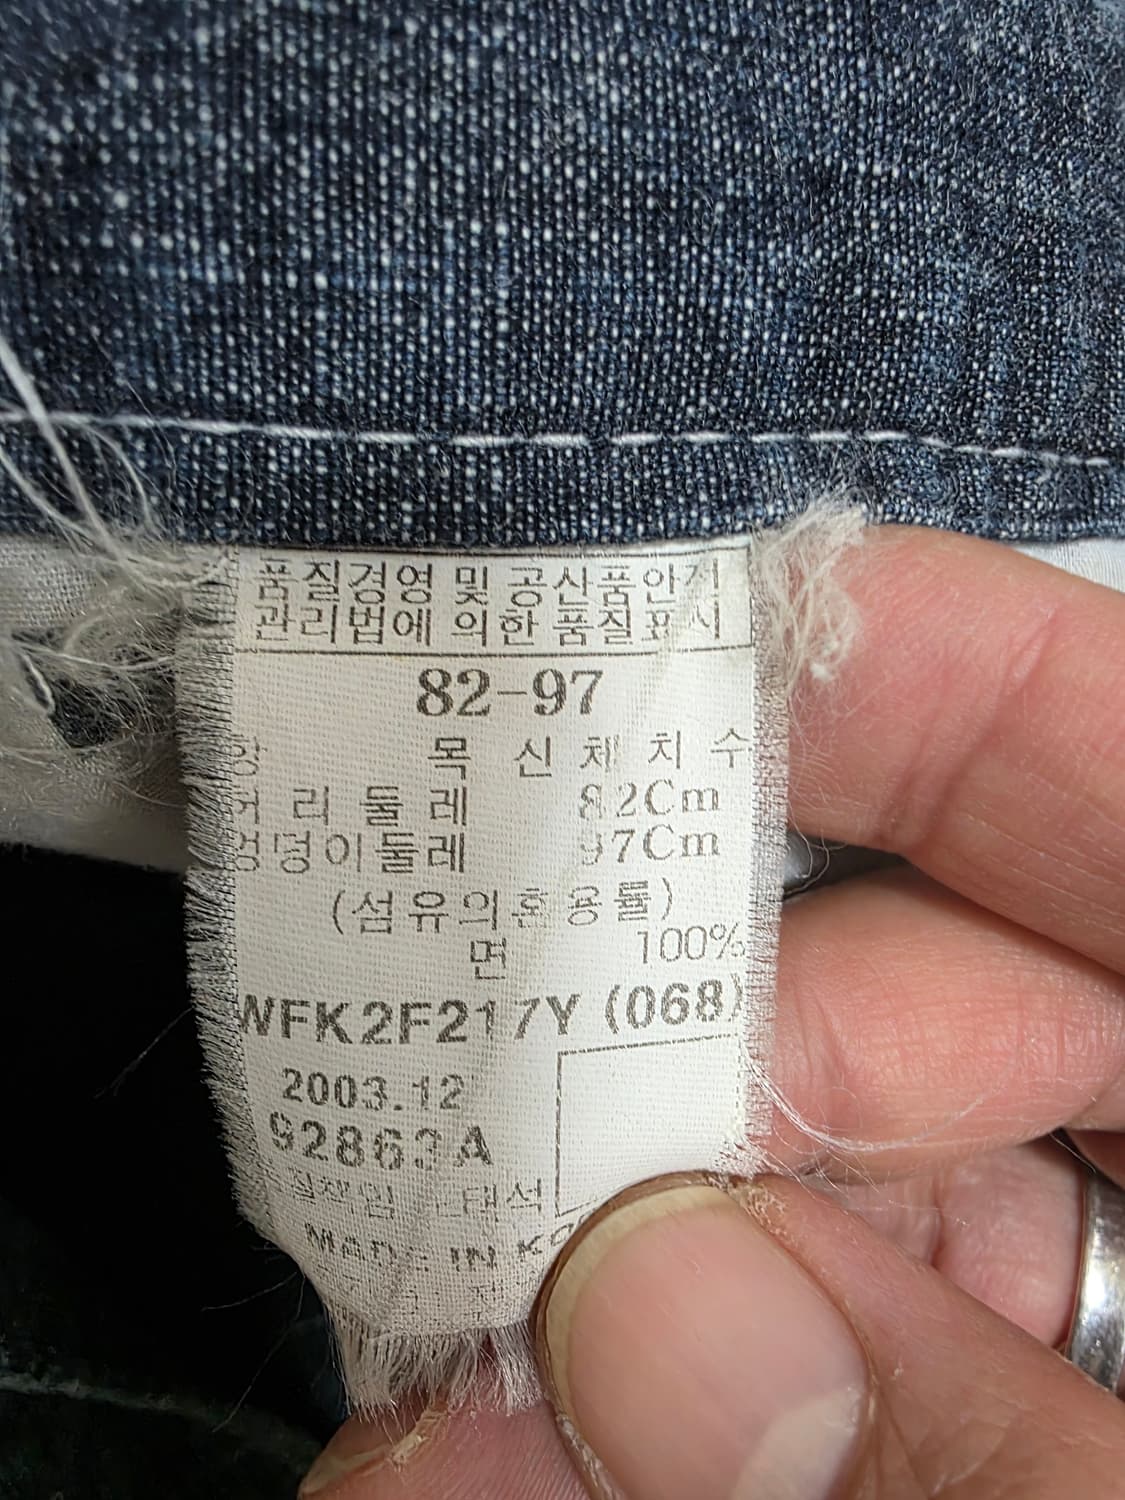 품질경영 및 공산품안전
관리법에 의한 품질표시
82-97
항 목 신체치수
허리둘레 82Cm
엉덩이둘레 97Cm
(섬유의혼용률)
면 100%
WFK2F217Y (068)
2003.12
92863A
MADE IN